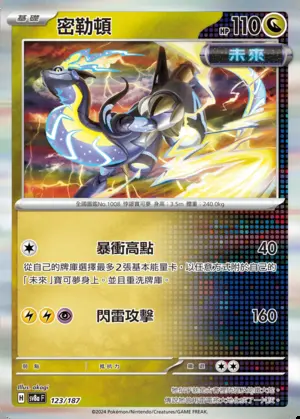 基礎 密勒頓 HP 110
未來
全國圖鑑No.1008 悖謬寶可夢 身高：3.5m 體重：240.0kg
暴衝高點 40
從自己的牌庫選擇最多2張基本能量卡，以任意方式附於自己的
「未來」寶可夢身上。並且重洗牌庫。
閃雷攻擊 160
弱點 抵抗力 撤退
Illus. akagi
H sv8a F 123/187
©2024 Pokémon/Nintendo/Creatures/GAME FREAK.